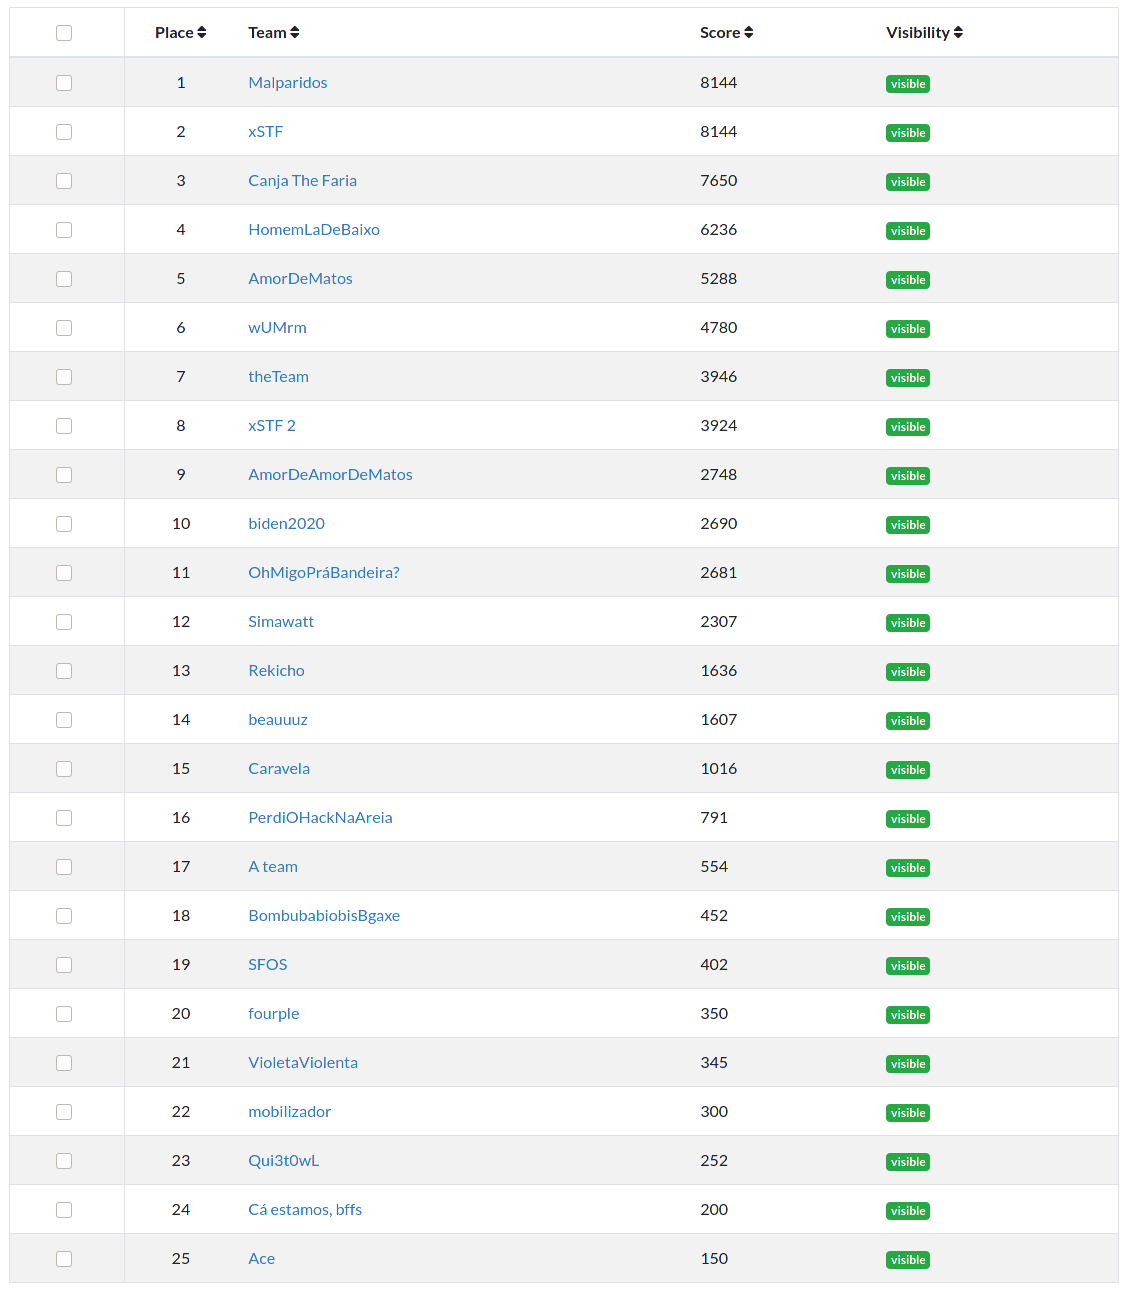 Place Team Score Visibility
1 Malparidos 8144 visible
2 xSTF 8144 visible
3 Canja The Faria 7650 visible
4 HomemLaDeBaixo 6236 visible
5 AmorDeMatos 5288 visible
6 wUMrm 4780 visible
7 theTeam 3946 visible
8 xSTF 2 3924 visible
9 AmorDeAmorDeMatos 2748 visible
10 biden2020 2690 visible
11 OhMigoPráBandeira? 2681 visible
12 Simawatt 2307 visible
13 Rekicho 1636 visible
14 beauuuz 1607 visible
15 Caravela 1016 visible
16 PerdiOHackNaAreia 791 visible
17 A team 554 visible
18 BombubabiobisBgaxe 452 visible
19 SFOS 402 visible
20 fourple 350 visible
21 VioletaViolenta 345 visible
22 mobilizador 300 visible
23 Qui3t0wL 252 visible
24 Cá estamos, bffs 200 visible
25 Ace 150 visible